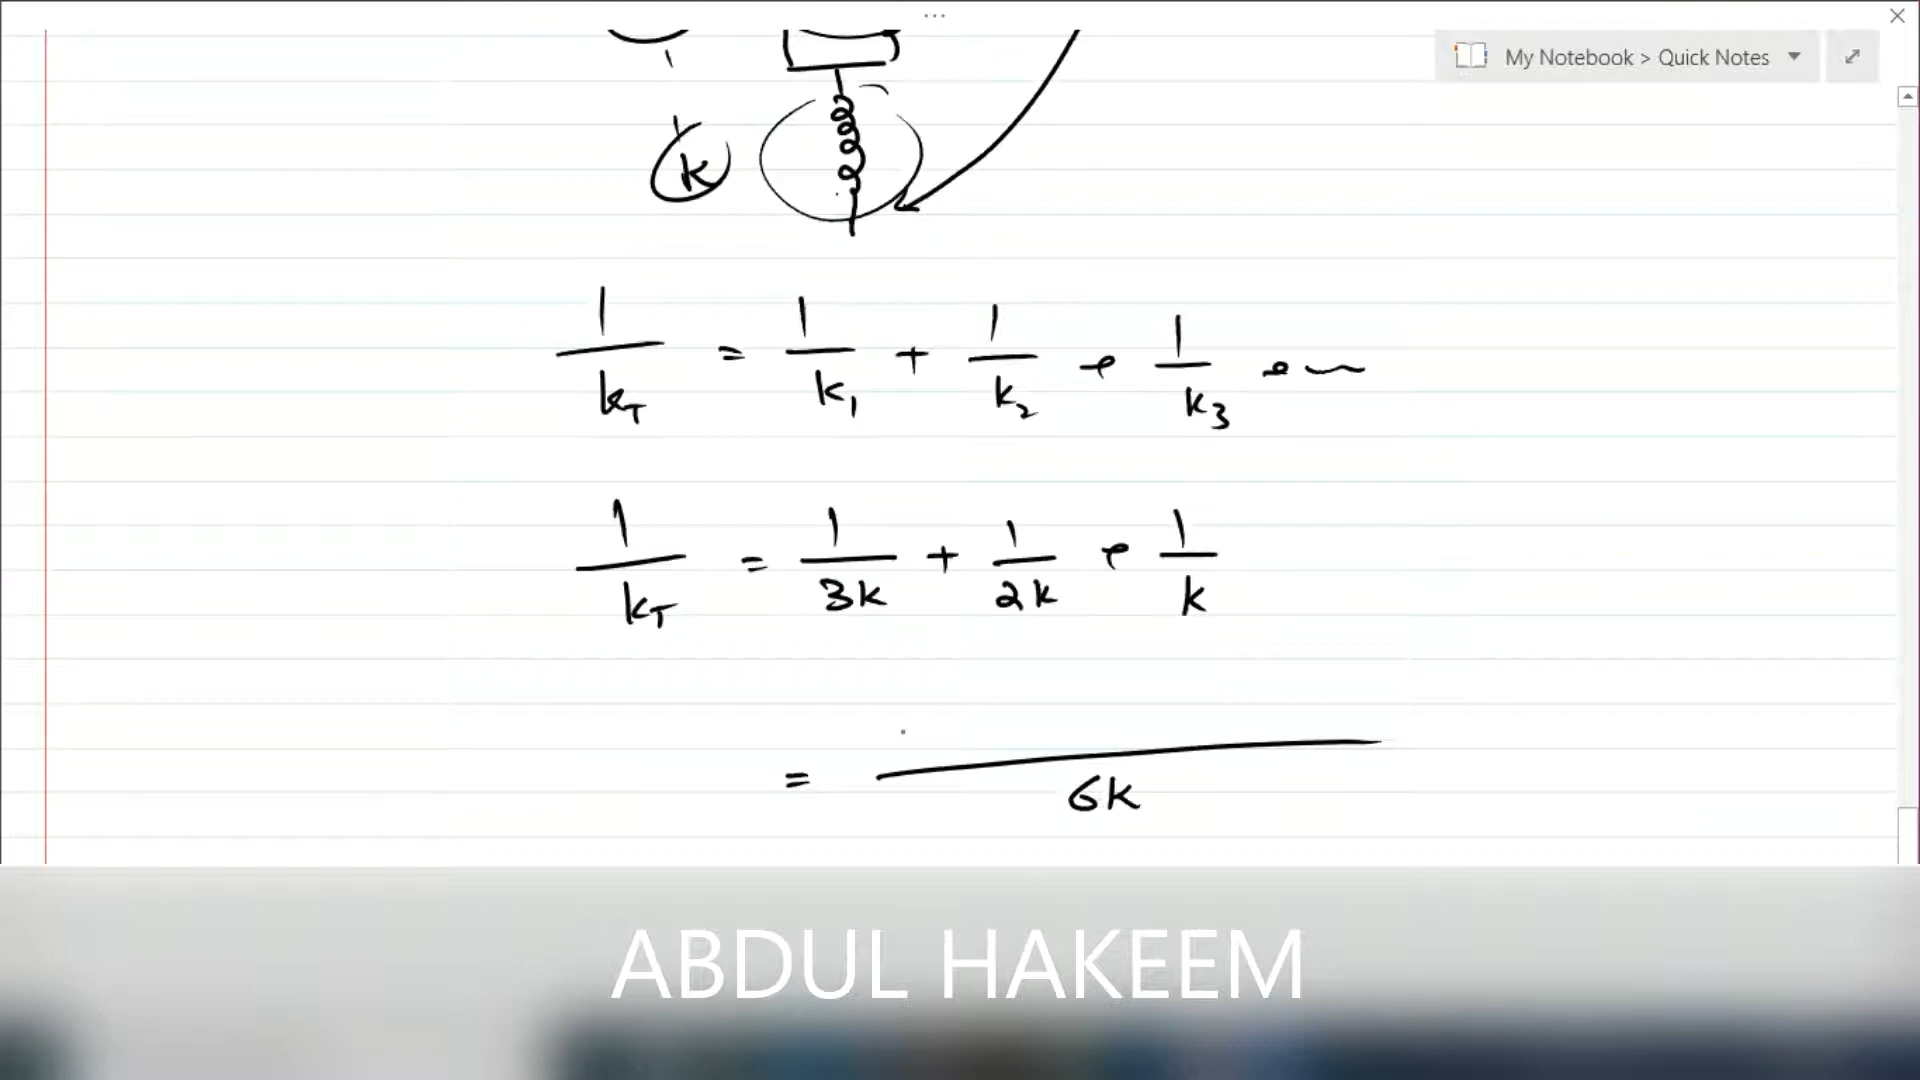 My Notebook > Quick Notes
k
1/k_T = 1/k_1 + 1/k_2 + 1/k_3 + ~
1/k_T = 1/3k + 1/2k + 1/k
= /6k
ABDUL HAKEEM